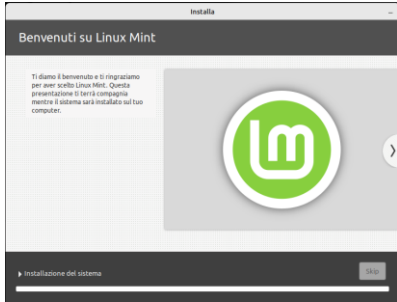 Installa
Benvenuti su Linux Mint
Ti diamo il benvenuto e ti ringraziamo
per aver scelto Linux Mint. Questa
presentazione ti terrà compagnia
mentre il sistema sarà installato sul tuo
computer.
Installazione del sistema
Skip